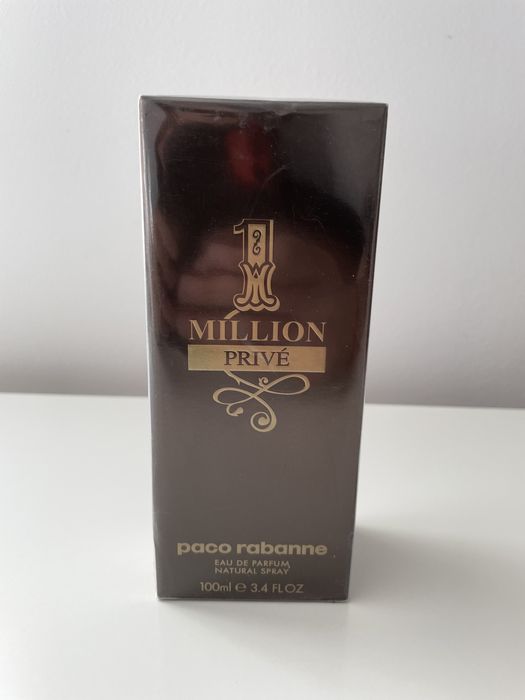 1
MILLION
PRIVÉ
paco rabanne
EAU DE PARFUM
NATURAL SPRAY
100ml ℮ 3.4 FL OZ